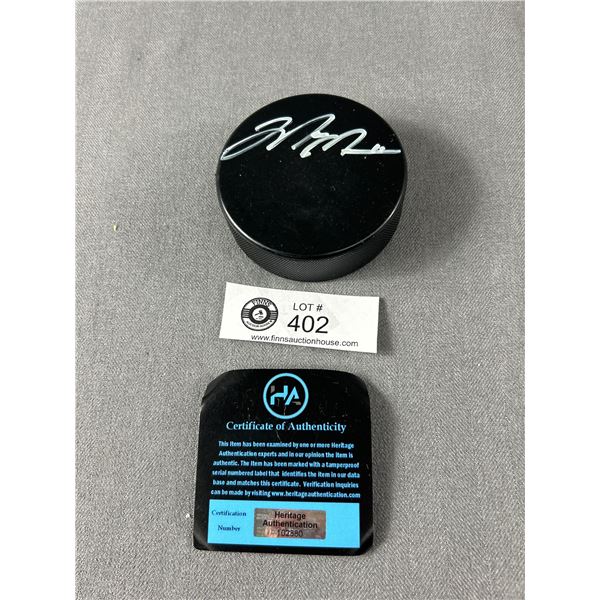 FINNS
LOT #
402
www.finnsauctionhouse.com
HA
Certificate of Authenticity
This item has been examined by one or more Heritage
Authentication experts and in our opinion the item is
authentic. The item has been marked with a tamperproof
serial numbered label that identifies the item in our data
base and matches this certificate. Verification inquiries
can be made by visiting www.heritageauthentication.com
Certification
Number
Heritage
Authentication
102880